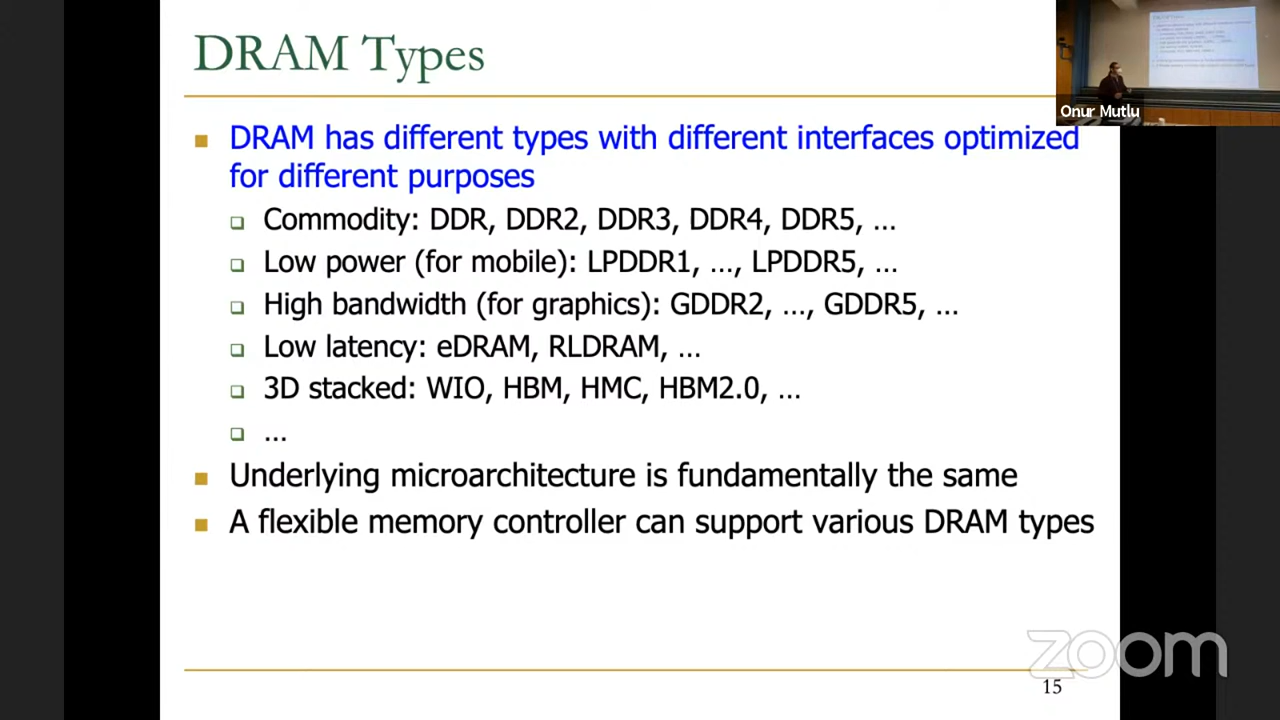 DRAM Types
DRAM has different types with different interfaces optimized
for different purposes
Commodity: DDR, DDR2, DDR3, DDR4, DDR5, ...
Low power (for mobile): LPDDR1, ..., LPDDR5, ...
High bandwidth (for graphics): GDDR2, ..., GDDR5, ...
Low latency: eDRAM, RLDRAM, ...
3D stacked: WIO, HBM, HMC, HBM2.0, ...
...
Underlying microarchitecture is fundamentally the same
A flexible memory controller can support various DRAM types
15
Onur Mutlu
zoom